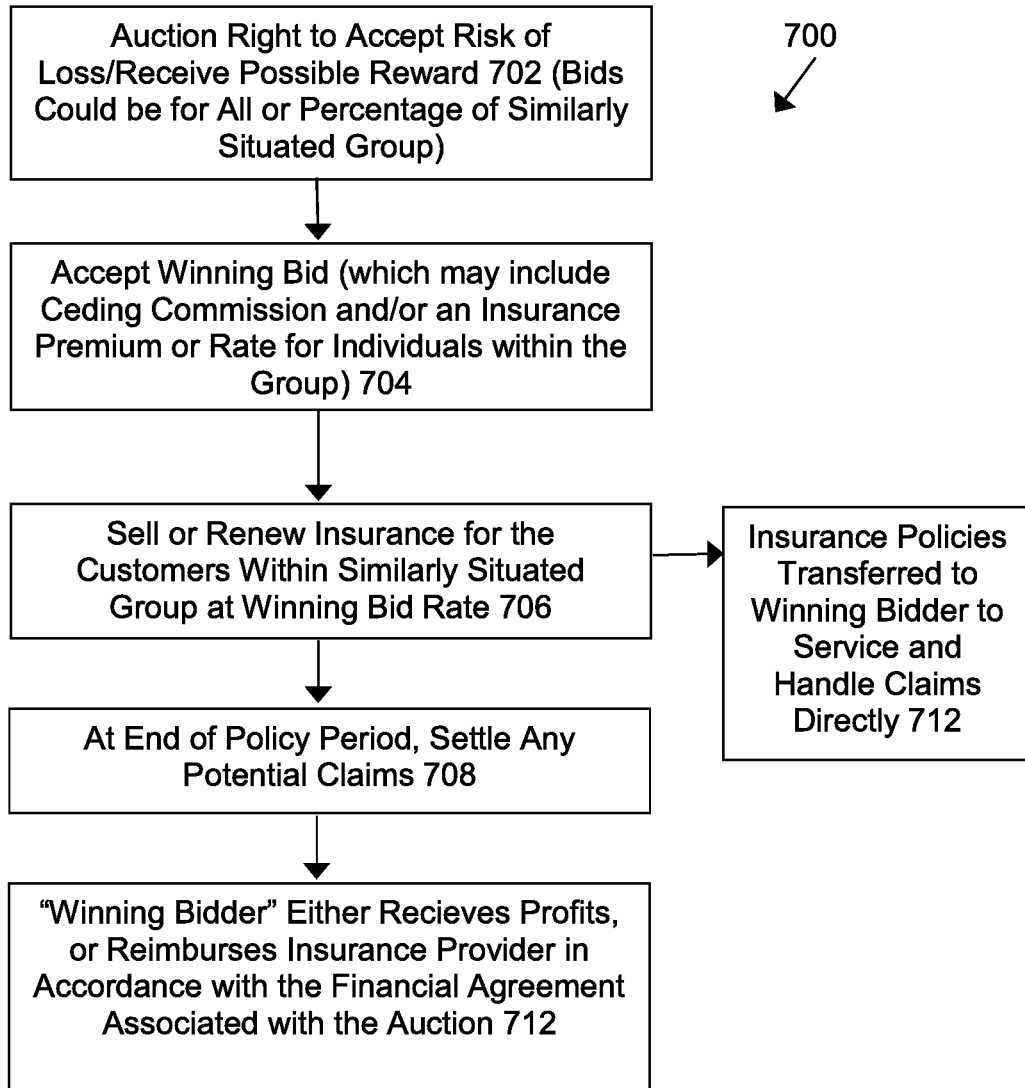 Auction Right to Accept Risk of
Loss/Receive Possible Reward 702 (Bids
Could be for All or Percentage of Similarly
Situated Group)
700
Accept Winning Bid (which may include
Ceding Commission and/or an Insurance
Premium or Rate for Individuals within the
Group) 704
Sell or Renew Insurance for the
Customers Within Similarly Situated
Group at Winning Bid Rate 706
Insurance Policies
Transferred to
Winning Bidder to
Service and
Handle Claims
Directly 712
At End of Policy Period, Settle Any
Potential Claims 708
“Winning Bidder” Either Recieves Profits,
or Reimburses Insurance Provider in
Accordance with the Financial Agreement
Associated with the Auction 712